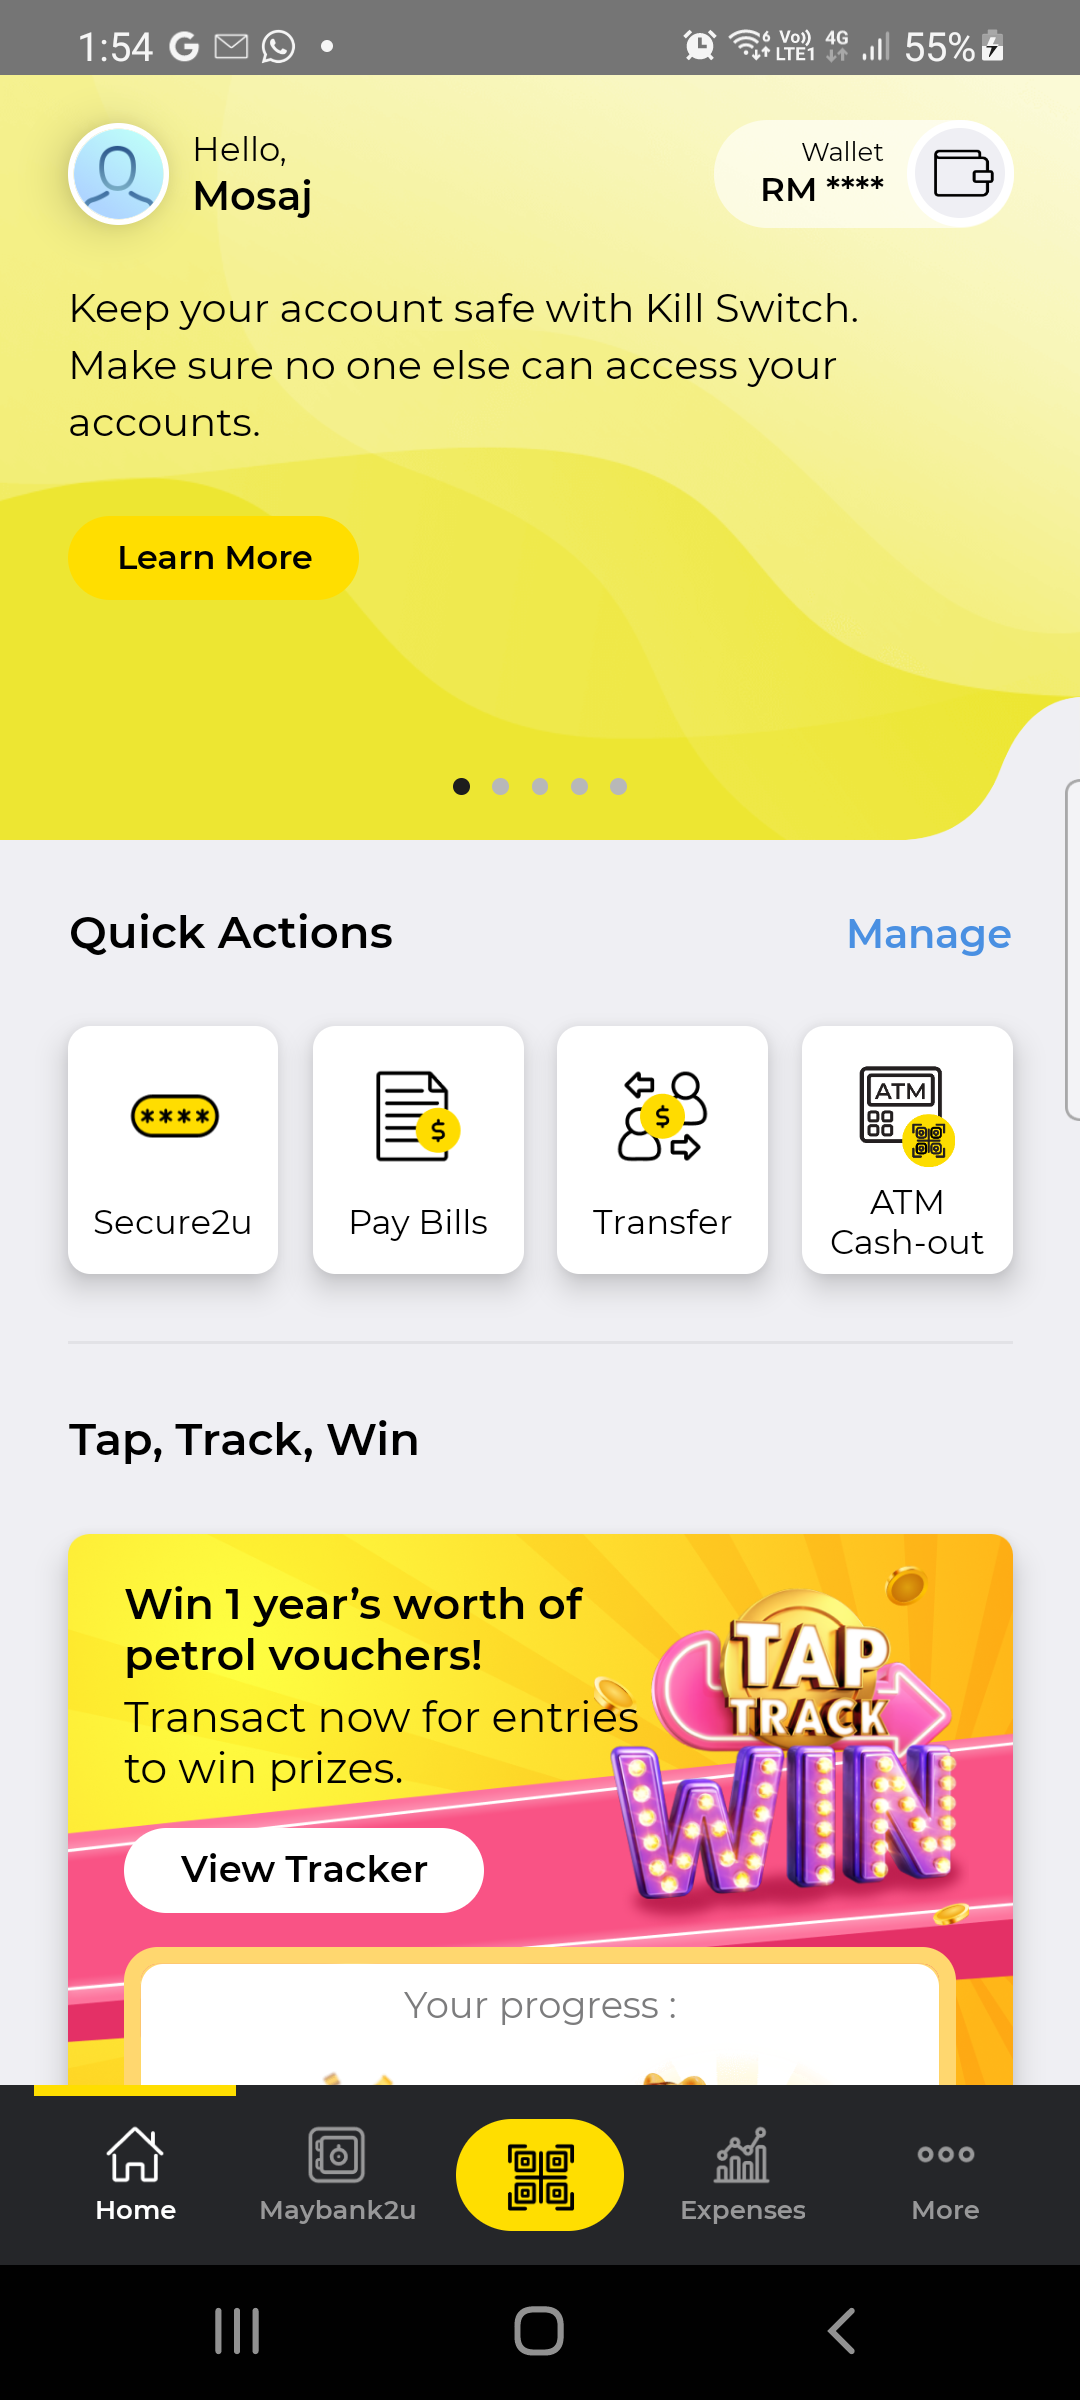 1:54
Vo)) LTE1 4G 55%
Hello,
Mosaj
Wallet
RM ****
Keep your account safe with Kill Switch.
Make sure no one else can access your
accounts.
Learn More
Quick Actions
Manage
****
Secure2u
$
Pay Bills
$
Transfer
ATM
ATM
Cash-out
Tap, Track, Win
Win 1 year’s worth of
petrol vouchers!
Transact now for entries
to win prizes.
TAP
TRACK
WIN
View Tracker
Your progress :
Home
Maybank2u
Expenses
More